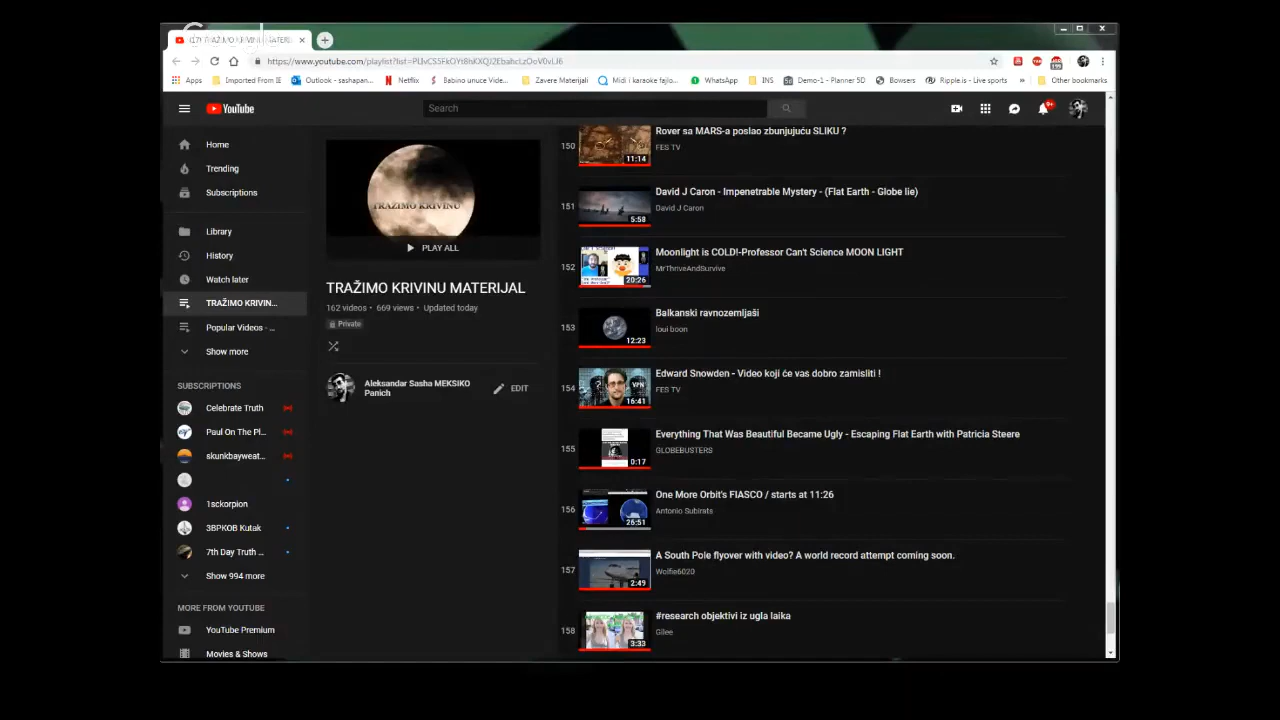 (17) TRAŽIMO KRIVINU MATERI
https://www.youtube.com/playlist?list=
Apps
Imported From IE
Outlook - sashapan...
Netflix
Babino unuce Vide...
Zavere Materijali
Midi i karaoke fajlo...
WhatsApp
INS
Demo-1 - Planner 5D
Bowsers
Ripple.is - Live sports
»
Other bookmarks
YouTube
Search
9+
Home
Trending
Subscriptions
Library
History
Watch later
TRAŽIMO KRIVIN...
Popular Videos - ...
Show more
SUBSCRIPTIONS
Celebrate Truth
Paul On The Pl...
skunkbayweat...
1sckorpion
3BPKOB Kutak
7th Day Truth ...
Show 994 more
MORE FROM YOUTUBE
YouTube Premium
Movies & Shows
TRAŽIMO KRIVINU
PLAY ALL
TRAŽIMO KRIVINU MATERIJAL
162 videos • 669 views • Updated today
Private
Aleksandar Sasha MEKSIKO
Panich
EDIT
150
11:14
Rover sa MARS-a poslao zbunjujuću SLIKU ?
FES TV
151
5:58
David J Caron - Impenetrable Mystery - (Flat Earth - Globe lie)
David J Caron
152
20:26
Moonlight is COLD!-Professor Can't Science MOON LIGHT
MrThriveAndSurvive
153
12:23
Balkanski ravnozemljaši
loui boon
154
VPN
16:41
Edward Snowden - Video koji će vas dobro zamisliti !
FES TV
155
0:17
Everything That Was Beautiful Became Ugly - Escaping Flat Earth with Patricia Steere
GLOBEBUSTERS
156
26:51
One More Orbit's FIASCO / starts at 11:26
Antonio Subirats
157
2:49
A South Pole flyover with video? A world record attempt coming soon.
Wolfie6020
158
3:33
#research objektivi iz ugla laika
Gilee